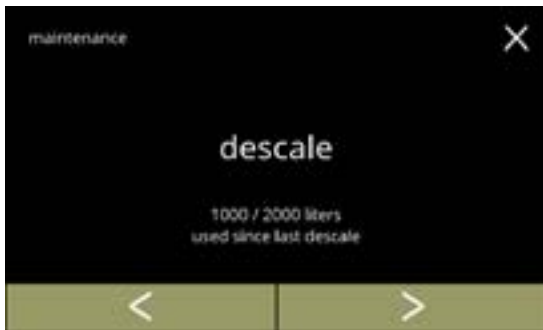 maintenance
descale
1000 / 2000 liters
used since last descale